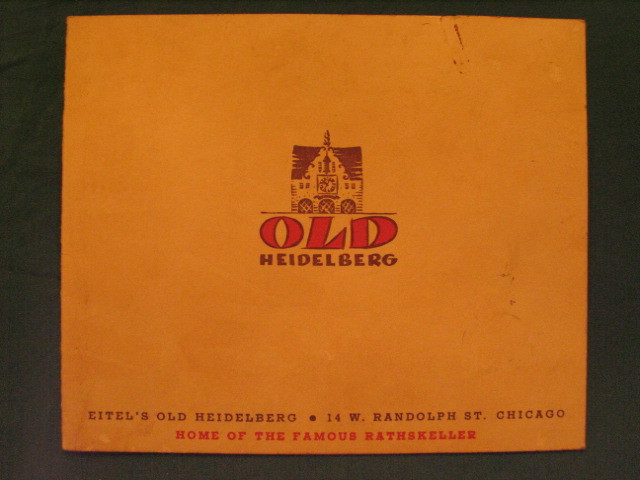 OLD
HEIDELBERG
EITEL'S OLD HEIDELBERG • 14 W. RANDOLPH ST. CHICAGO
HOME OF THE FAMOUS RATHSKELLER